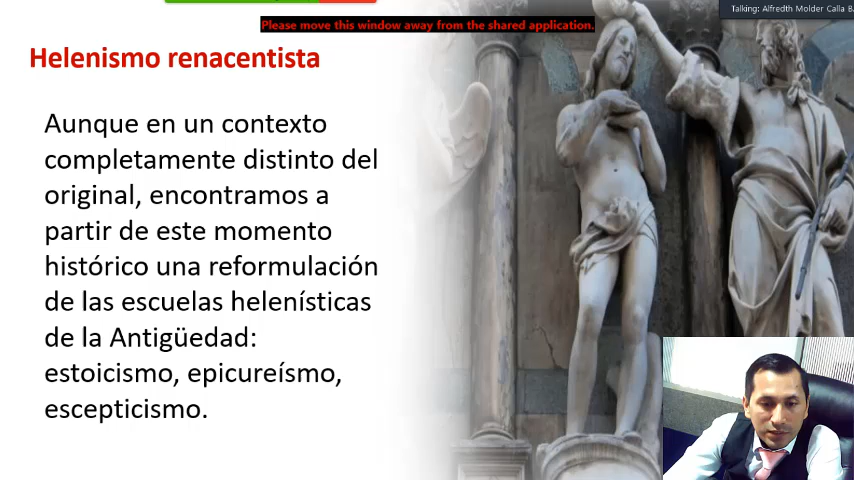 Talking: Alfredth Molder Calla B.
Please move this window away from the shared application.
Helenismo renacentista
Aunque en un contexto
completamente distinto del
original, encontramos a
partir de este momento
histórico una reformulación
de las escuelas helenísticas
de la Antigüedad:
estoicismo, epicureísmo,
escepticismo.